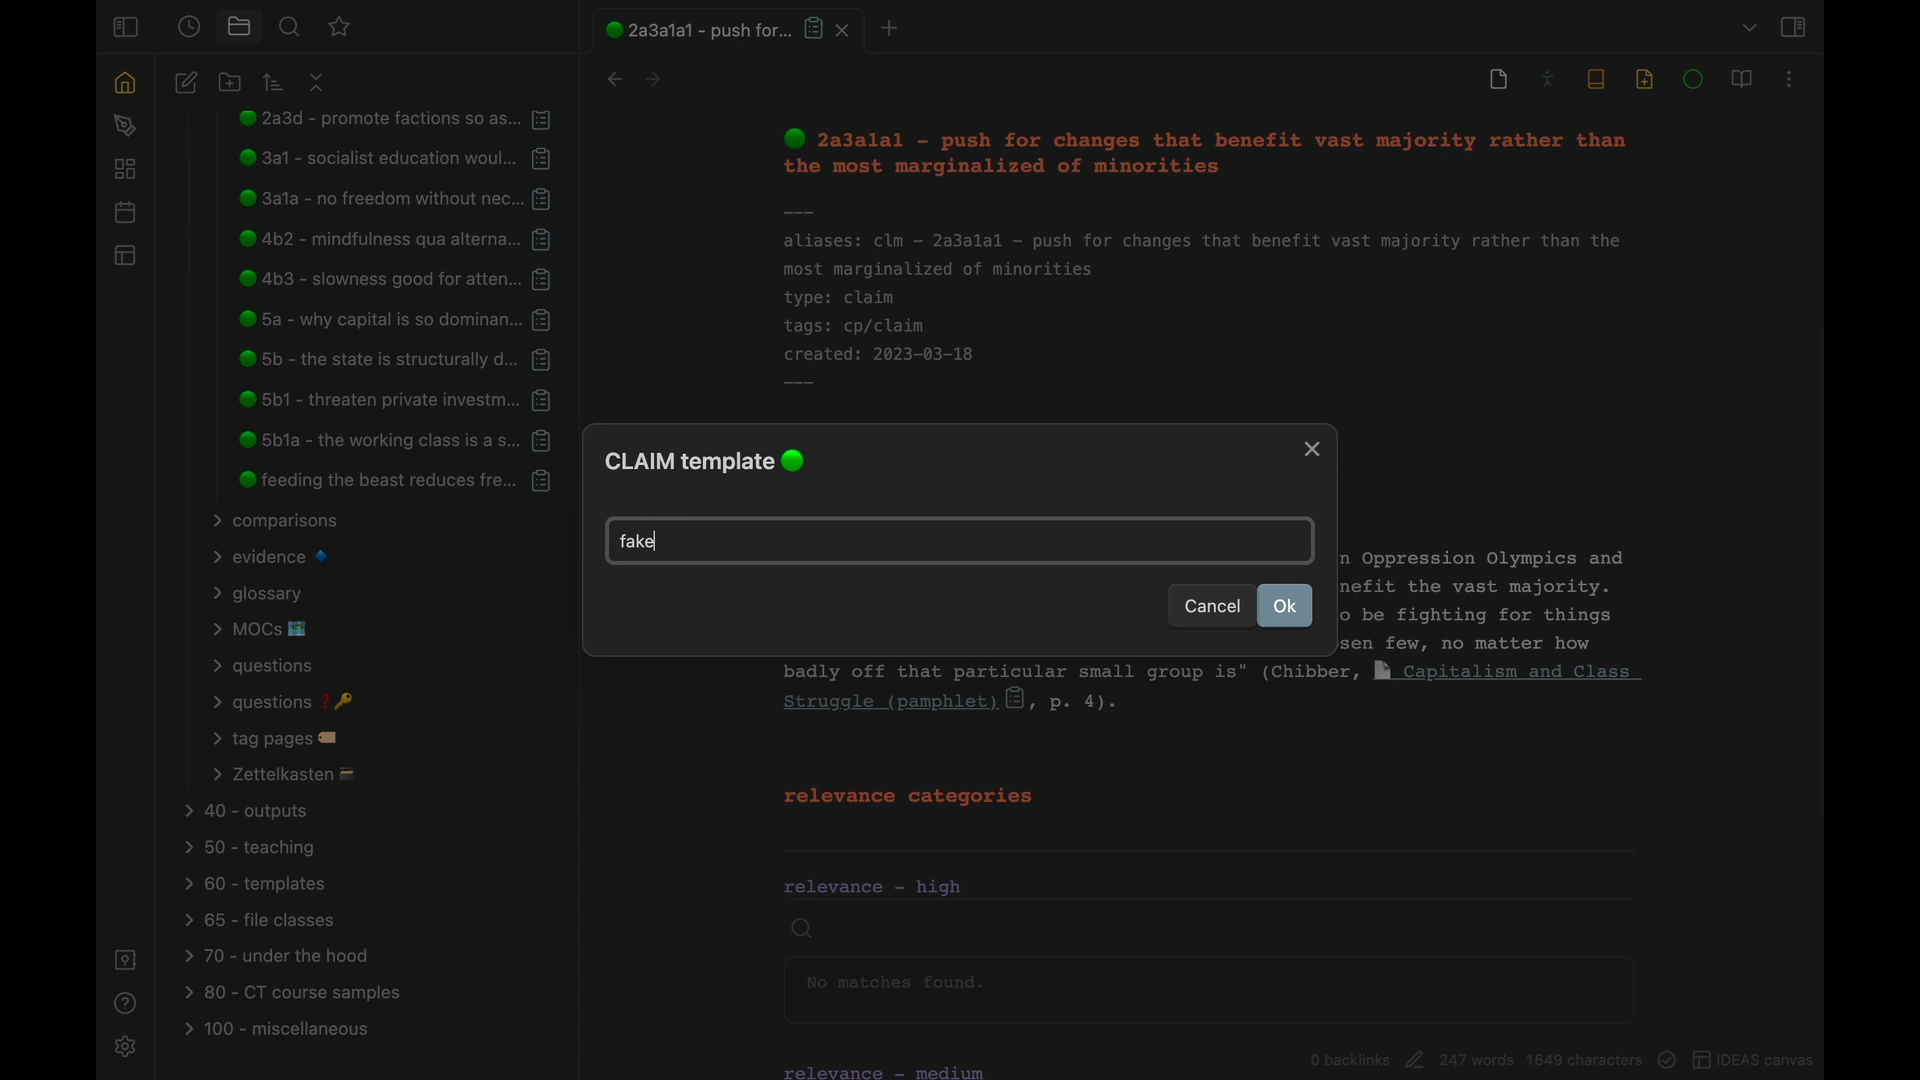 2a3a1a1 - push for...
2a3d - promote factions so as...
3a1 - socialist education woul...
3a1a - no freedom without nec...
4b2 - mindfulness qua alterna...
4b3 - slowness good for atten...
5a - why capital is so dominan...
5b - the state is structurally d...
5b1 - threaten private investm...
5b1a - the working class is a s...
feeding the beast reduces fre...
comparisons
evidence
glossary
MOCs
questions
questions
tag pages
Zettelkasten
40 - outputs
50 - teaching
60 - templates
65 - file classes
70 - under the hood
80 - CT course samples
100 - miscellaneous
2a3a1a1 - push for changes that benefit vast majority rather than
the most marginalized of minorities
---
aliases: clm - 2a3a1a1 - push for changes that benefit vast majority rather than the
most marginalized of minorities
type: claim
tags: cp/claim
created: 2023-03-18
---
CLAIM template
fake
Cancel
Ok
n Oppression Olympics and
nefit the vast majority.
o be fighting for things
sen few, no matter how
badly off that particular small group is" (Chibber, Capitalism and Class
Struggle (pamphlet), p. 4).
relevance categories
relevance - high
No matches found.
relevance - medium
0 backlinks 247 words 1649 characters IDEAS canvas